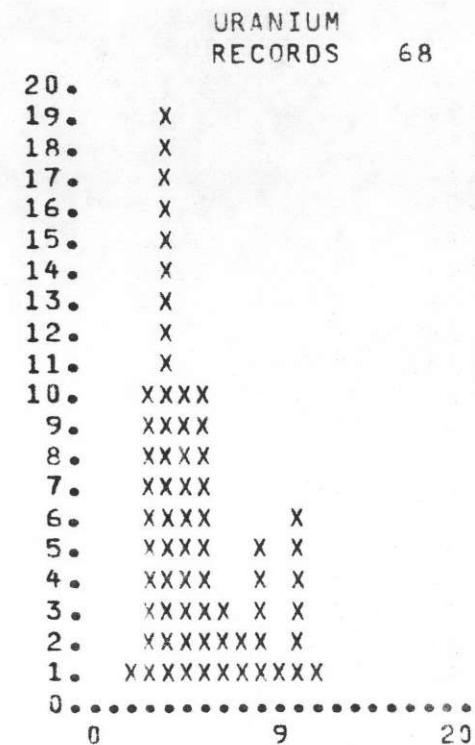 URANIUM
RECORDS 68
20.
19. X
18. X
17. X
16. X
15. X
14. X
13. X
12. X
11. X
10. XXXX
9. XXXX
8. XXXX
7. XXXX
6. XXXX X
5. XXXX X X
4. XXXX X X
3. XXXXX X X
2. XXXXXXX X
1. XXXXXXXXXXX
0......................
0 9 20